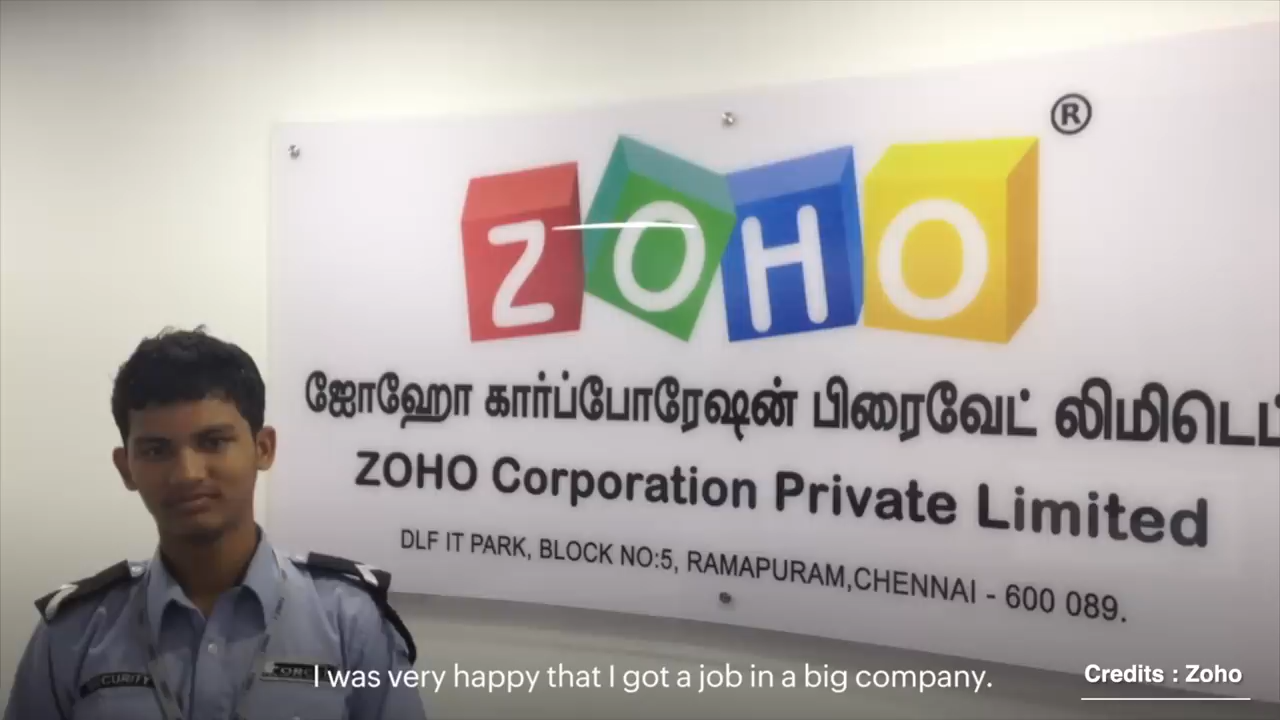 ®
ZOHO
ஜோஹோ கார்ப்போரேஷன் பிரைவேட்
ZOHO Corporation Private Limited
DLF IT PARK, BLOCK NO:5, RAMAPURAM,CHENNAI - 600 089.
CURITY
I was very happy that I got a job in a big company.
Credits : Zoho